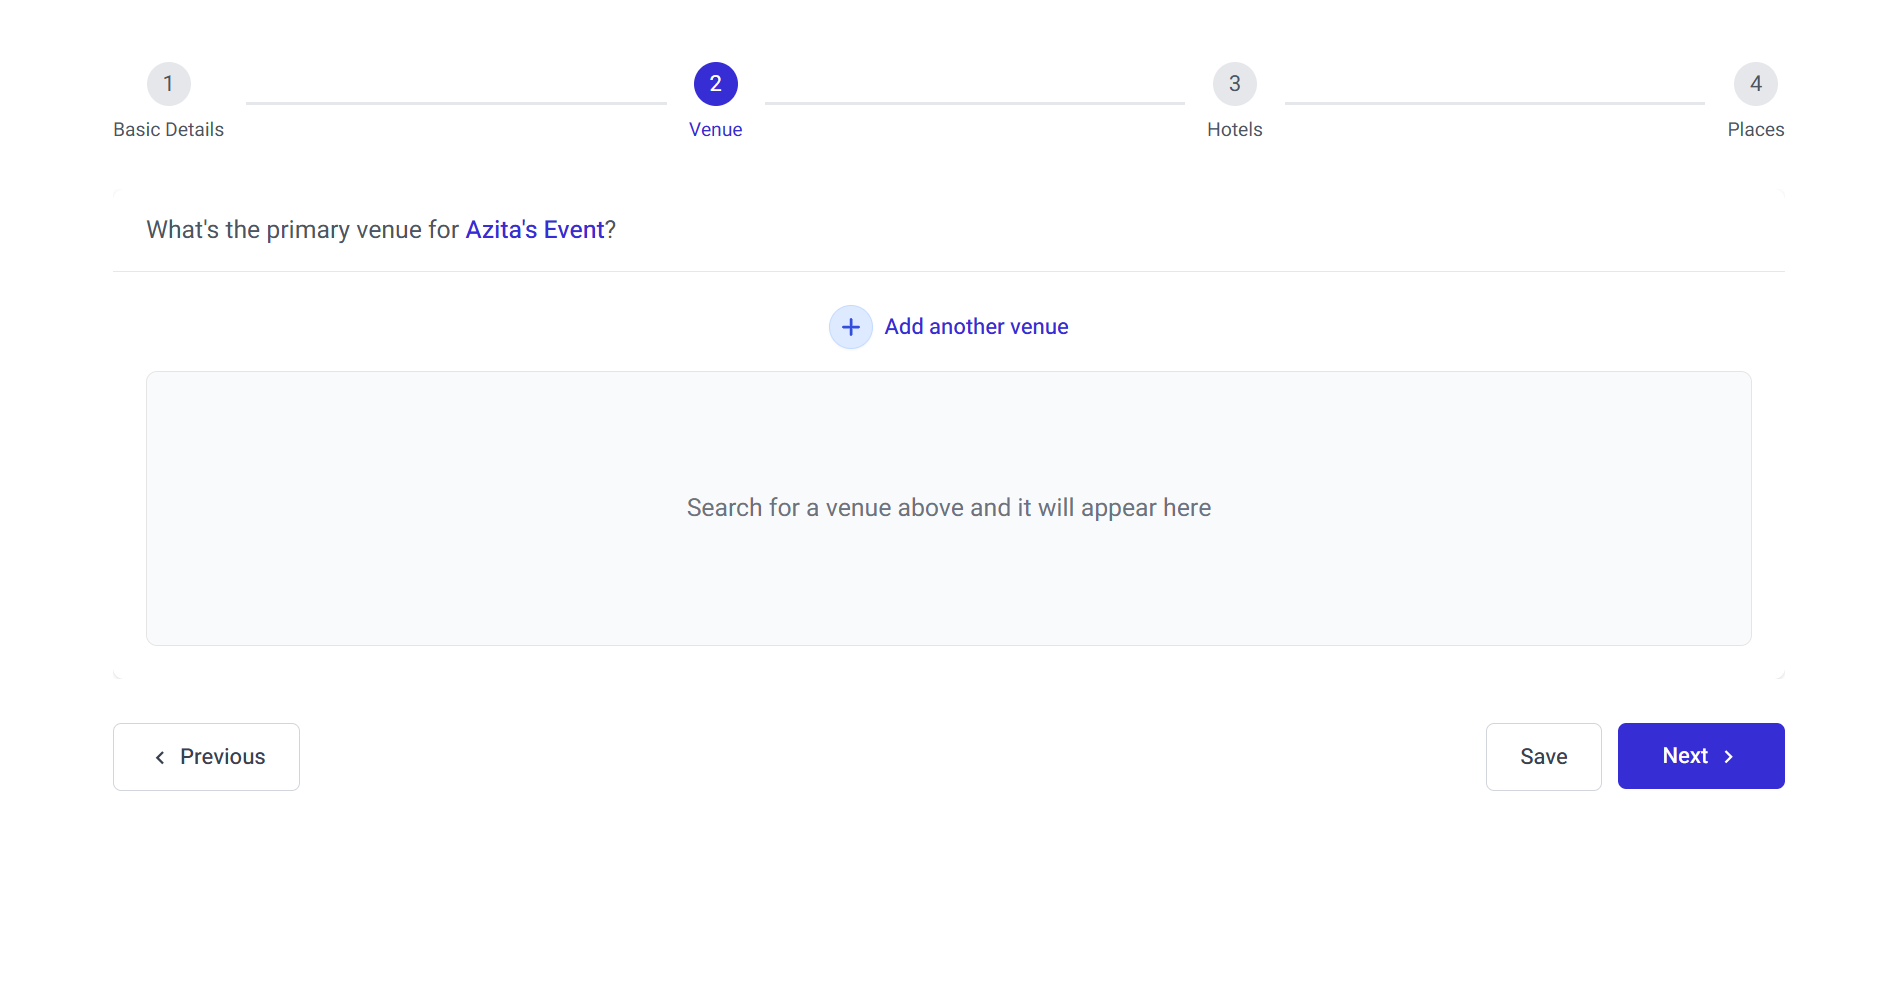 1
Basic Details
2
Venue
3
Hotels
4
Places
What's the primary venue for Azita's Event?
Add another venue
Search for a venue above and it will appear here
Previous
Save
Next